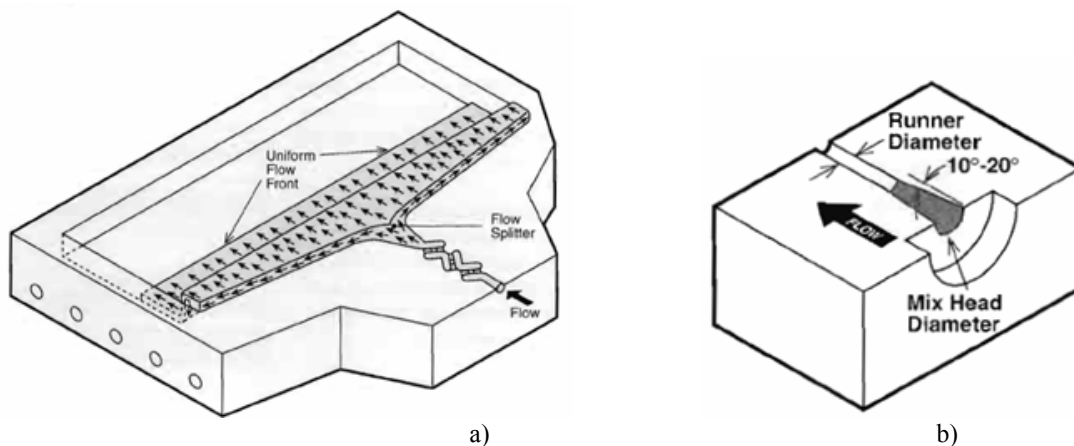 Uniform
Flow
Front
Flow
Splitter
Flow
a)
Runner
Diameter
10°-20°
FLOW
Mix Head
Diameter
b)